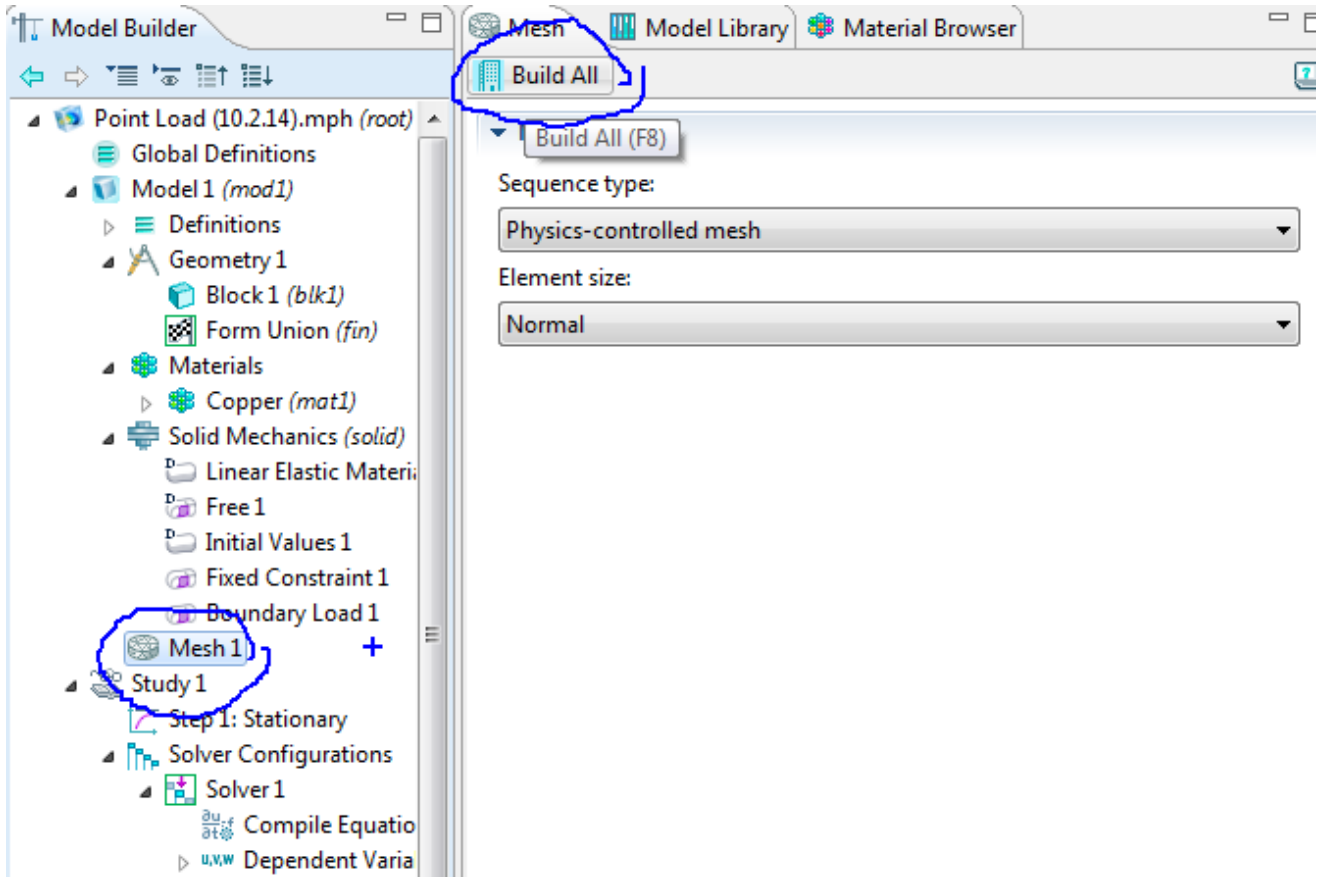 Model Builder
Mesh
Model Library
Material Browser
Build All
Point Load (10.2.14).mph (root)
Global Definitions
Model 1 (mod1)
Definitions
Geometry 1
Block 1 (blk1)
Form Union (fin)
Materials
Copper (mat1)
Solid Mechanics (solid)
Linear Elastic Materi
Free 1
Initial Values 1
Fixed Constraint 1
Boundary Load 1
Mesh 1
+
Study 1
Step 1: Stationary
Solver Configurations
Solver 1
Compile Equatio
u,v,w Dependent Varia
Build All (F8)
Sequence type:
Physics-controlled mesh
Element size:
Normal